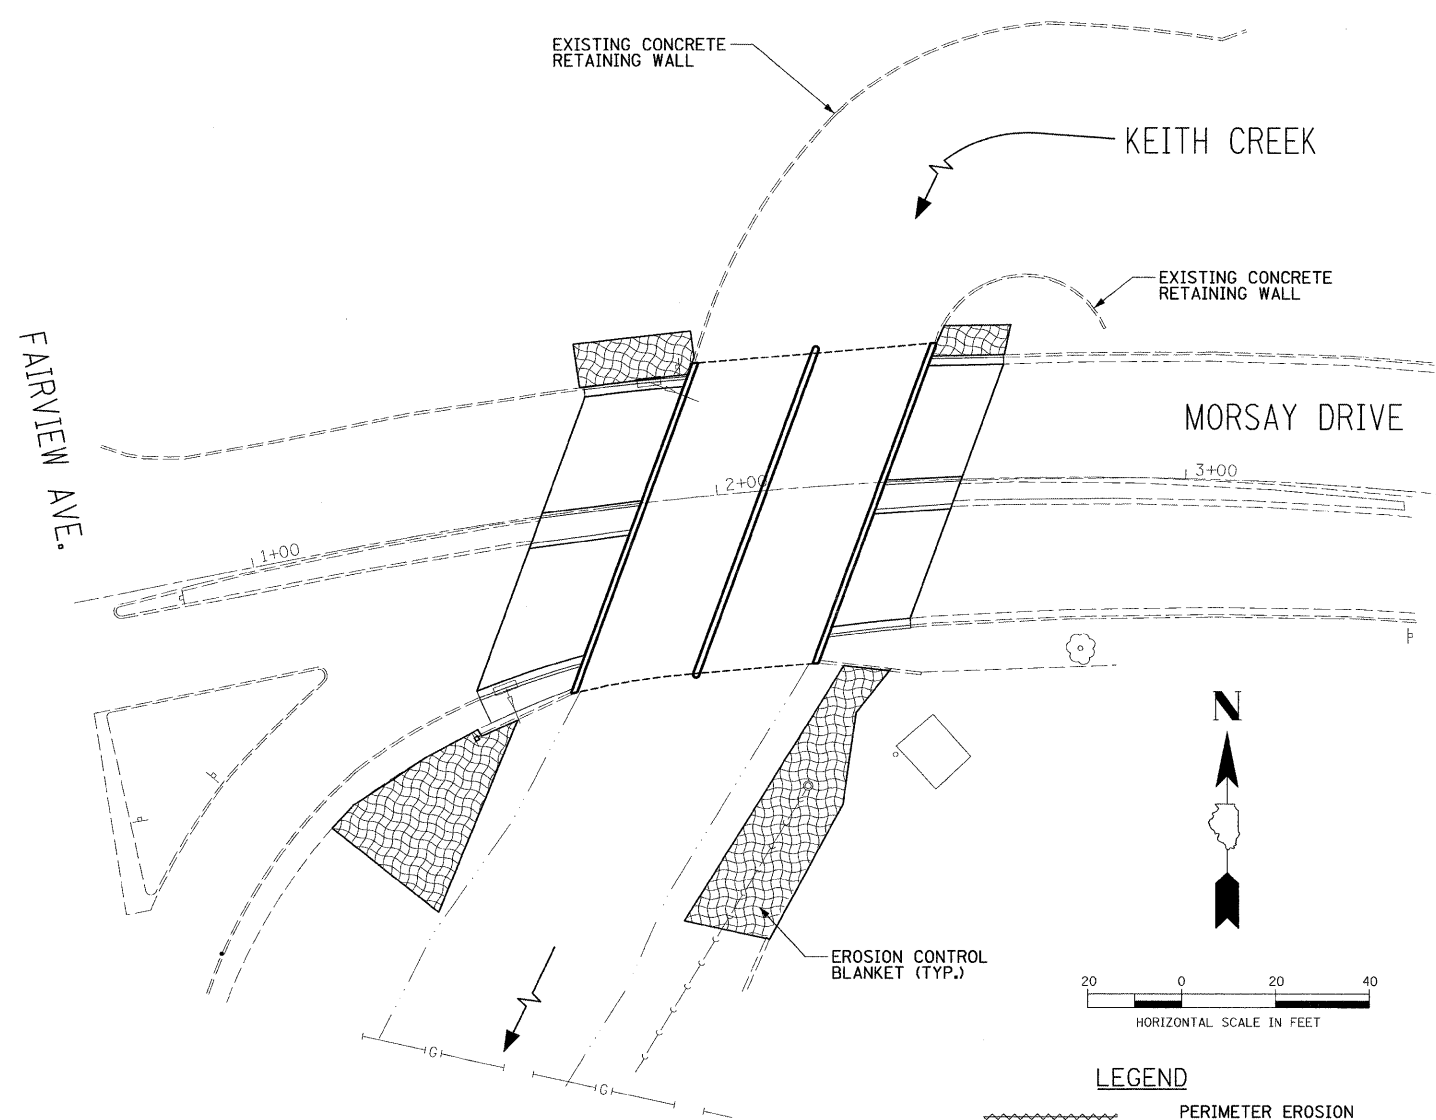 EXISTING CONCRETE
RETAINING WALL
KEITH CREEK
EXISTING CONCRETE
RETAINING WALL
FAIRVIEW AVE.
MORSAY DRIVE
3+00
2+00
1+00
N
EROSION CONTROL
BLANKET (TYP.)
20 0 20 40
HORIZONTAL SCALE IN FEET
G
G
LEGEND
PERIMETER EROSION